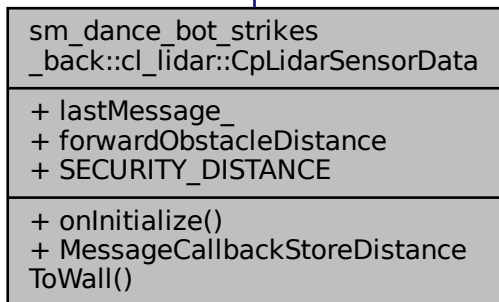 sm_dance_bot_strikes
_back::cl_lidar::CpLidarSensorData
+ lastMessage_
+ forwardObstacleDistance
+ SECURITY_DISTANCE
+ onInitialize()
+ MessageCallbackStoreDistance
ToWall()